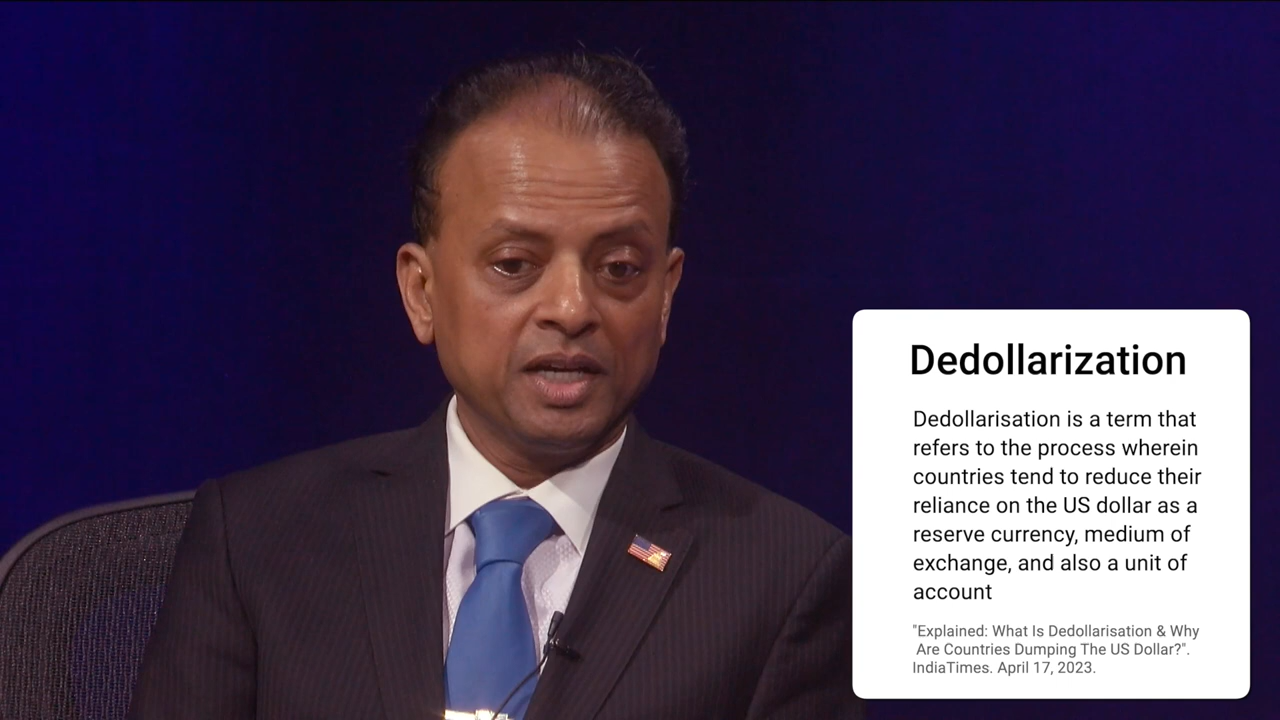 Dedollarization
Dedollarisation is a term that
refers to the process wherein
countries tend to reduce their
reliance on the US dollar as a
reserve currency, medium of
exchange, and also a unit of
account
"Explained: What Is Dedollarisation & Why
Are Countries Dumping The US Dollar?".
IndiaTimes. April 17, 2023.